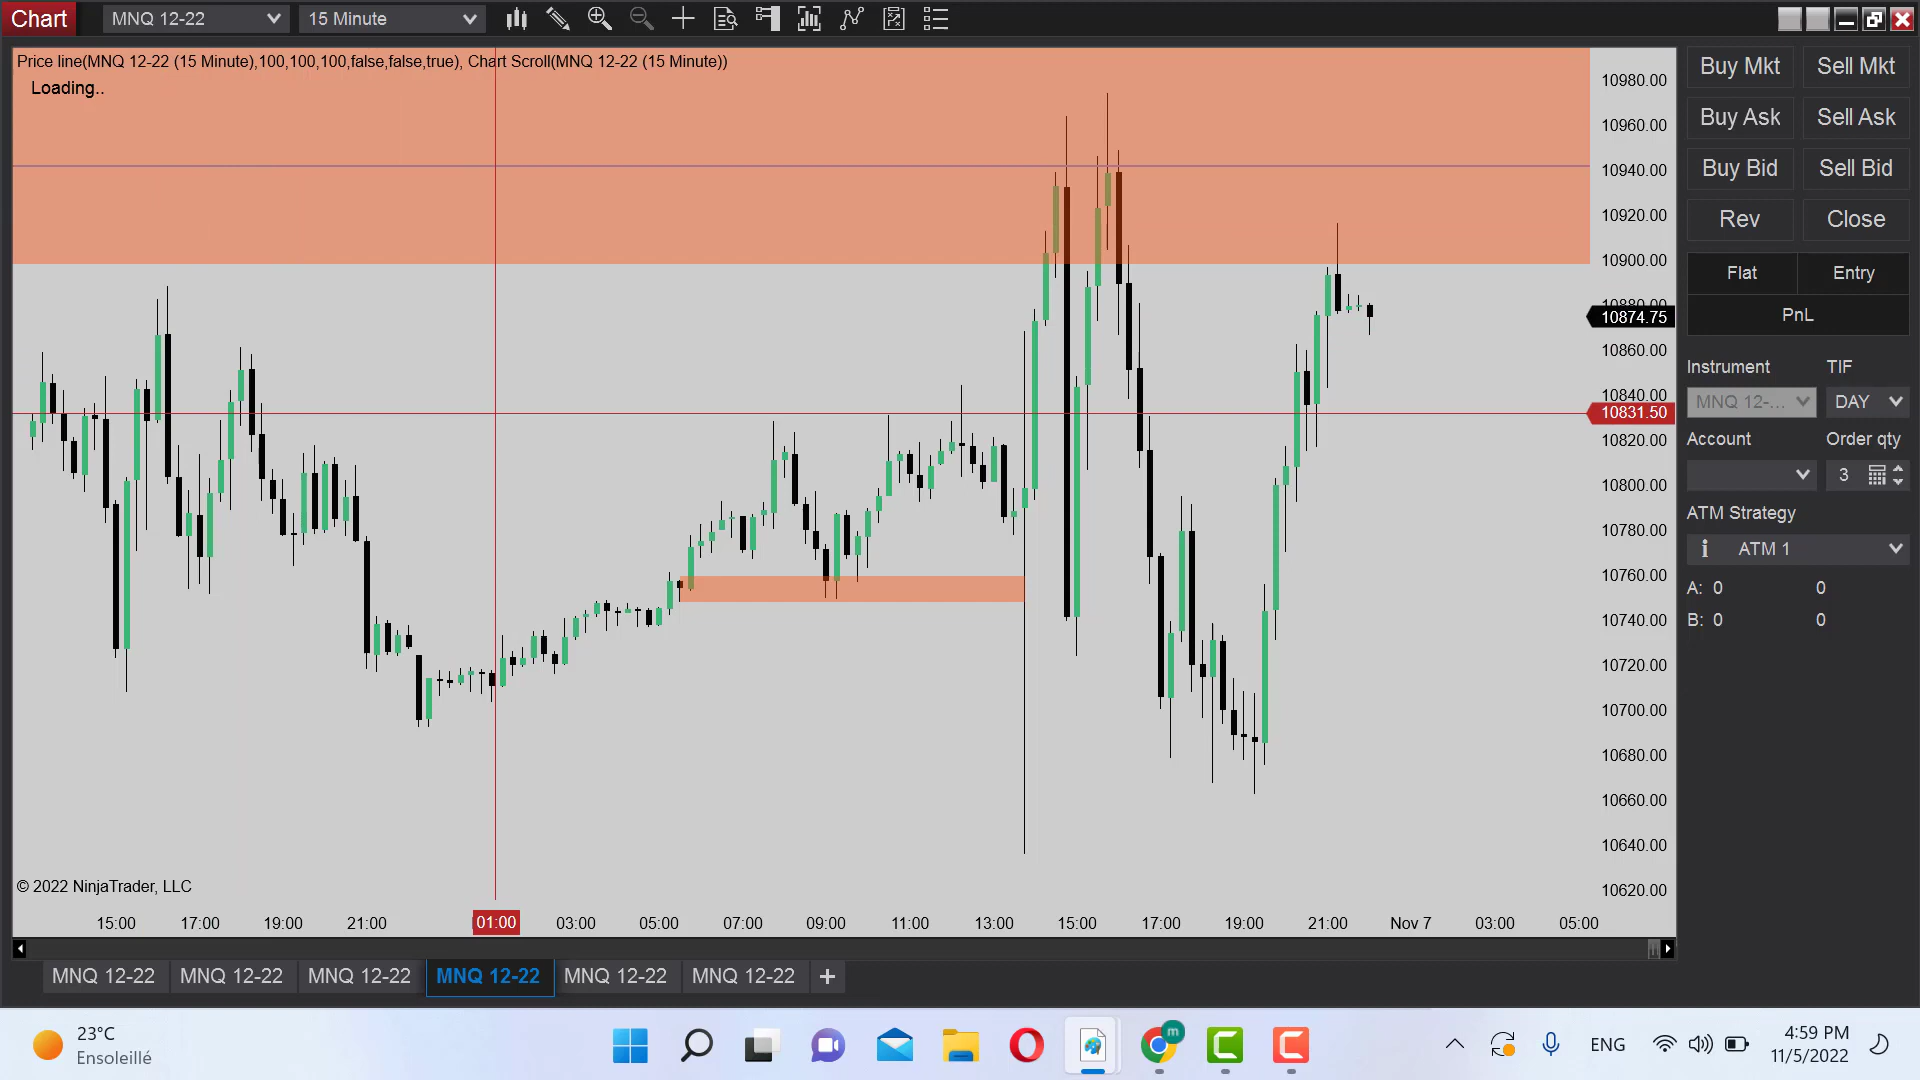 Chart MNQ 12-22 15 Minute
Price line(MNQ 12-22 (15 Minute),100,100,100,false,false,true), Chart Scroll(MNQ 12-22 (15 Minute))
Loading..
10980.00
10960.00
10940.00
10920.00
10900.00
10880.00
10874.75
10860.00
10840.00
10831.50
10820.00
10800.00
10780.00
10760.00
10740.00
10720.00
10700.00
10680.00
10660.00
10640.00
10620.00
© 2022 NinjaTrader, LLC
15:00 17:00 19:00 21:00 01:00 03:00 05:00 07:00 09:00 11:00 13:00 15:00 17:00 19:00 21:00 Nov 7 03:00 05:00
MNQ 12-22 MNQ 12-22 MNQ 12-22 MNQ 12-22 MNQ 12-22 MNQ 12-22 +
Buy Mkt Sell Mkt
Buy Ask Sell Ask
Buy Bid Sell Bid
Rev Close
Flat Entry
PnL
Instrument TIF
MNQ 12-... DAY
Account Order qty
3
ATM Strategy
i ATM 1
A: 0 0
B: 0 0
23°C
Ensoleillé
m
ENG
4:59 PM
11/5/2022